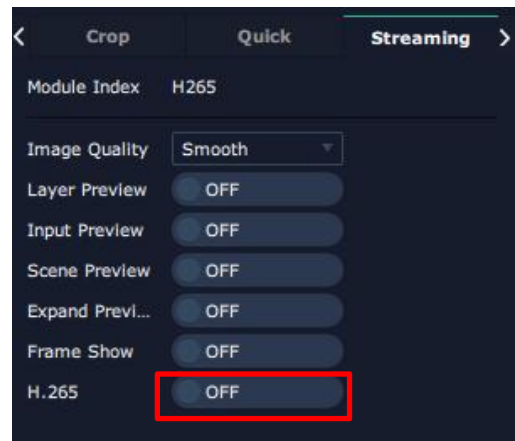 Crop Quick Streaming
Module Index H265
Image Quality Smooth
Layer Preview OFF
Input Preview OFF
Scene Preview OFF
Expand Previ... OFF
Frame Show OFF
H.265 OFF